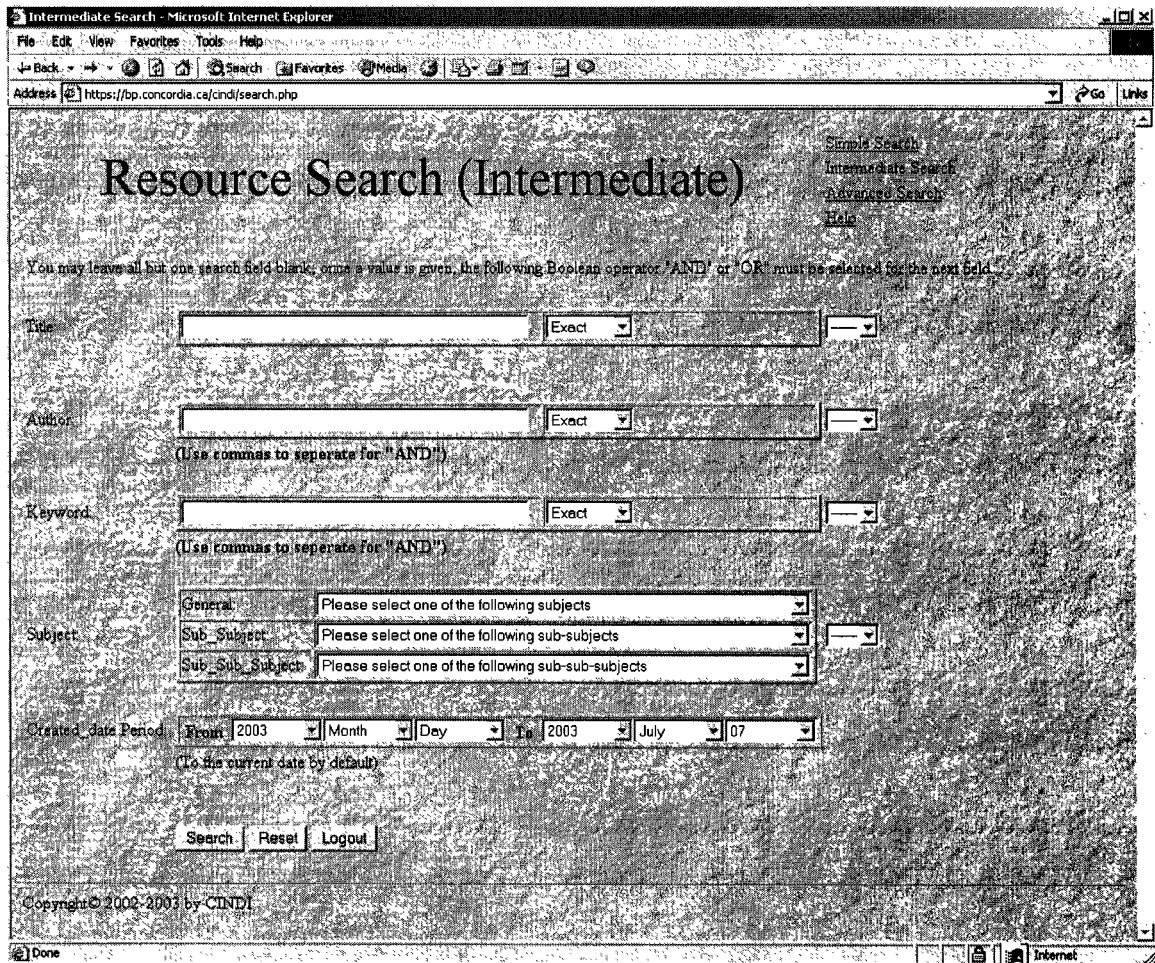 Intermediate Search - Microsoft Internet Explorer
File Edit View Favorites Tools Help
Back Search Favorites Media
Address https://bp.concordia.ca/cindi/search.php Go Links
Simple Search
Resource Search (Intermediate)
Intermediate Search
Advanced Search
Help
You may leave all but one search field blank; once a value is given, the following Boolean operator "AND" or "OR" must be selected for the next field
Title: Exact ----
Author: Exact ----
(Use commas to seperate for "AND")
Keyword: Exact ----
(Use commas to seperate for "AND")
General: Please select one of the following subjects
Subject: Sub_Subject: Please select one of the following sub-subjects ----
Sub_Sub_Subject: Please select one of the following sub-sub-subjects
Created_date Period: From 2003 Month Day To 2003 July 07
(To the current date by default)
Search Reset Logout
Copyright© 2002-2003 by CINDI
Done Internet